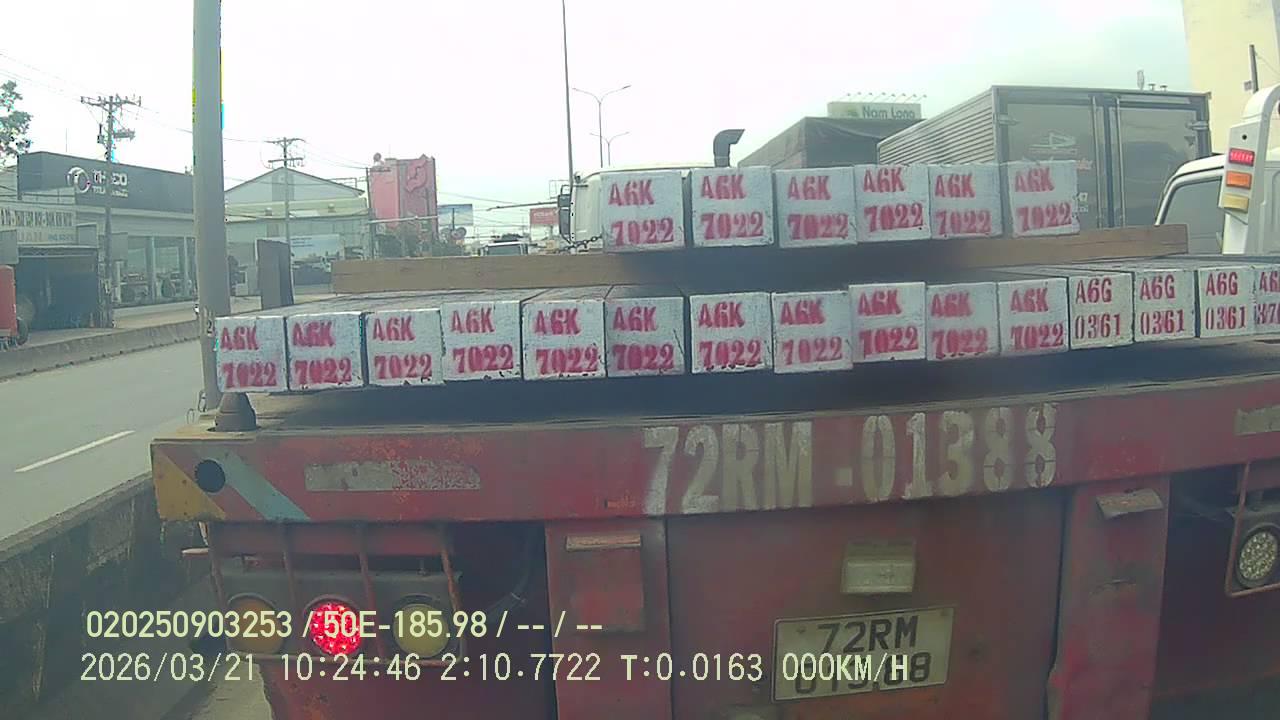 Nam Long
THACO
A6K A6K A6K A6K A6K A6K
7022 7022 7022 7022 7022 7022
A6K A6K A6K A6K A6K A6K A6K A6K A6K A6K A6K A6G A6G A6G
7022 7022 7022 7022 7022 7022 7022 7022 7022 7022 7022 0361 0361 0361
72RM-01388
72RM
020250903253 / 50E-185.98 / -- / --
2026/03/21 10:24:46 2:10.7722 T:0.0163 000KM/H